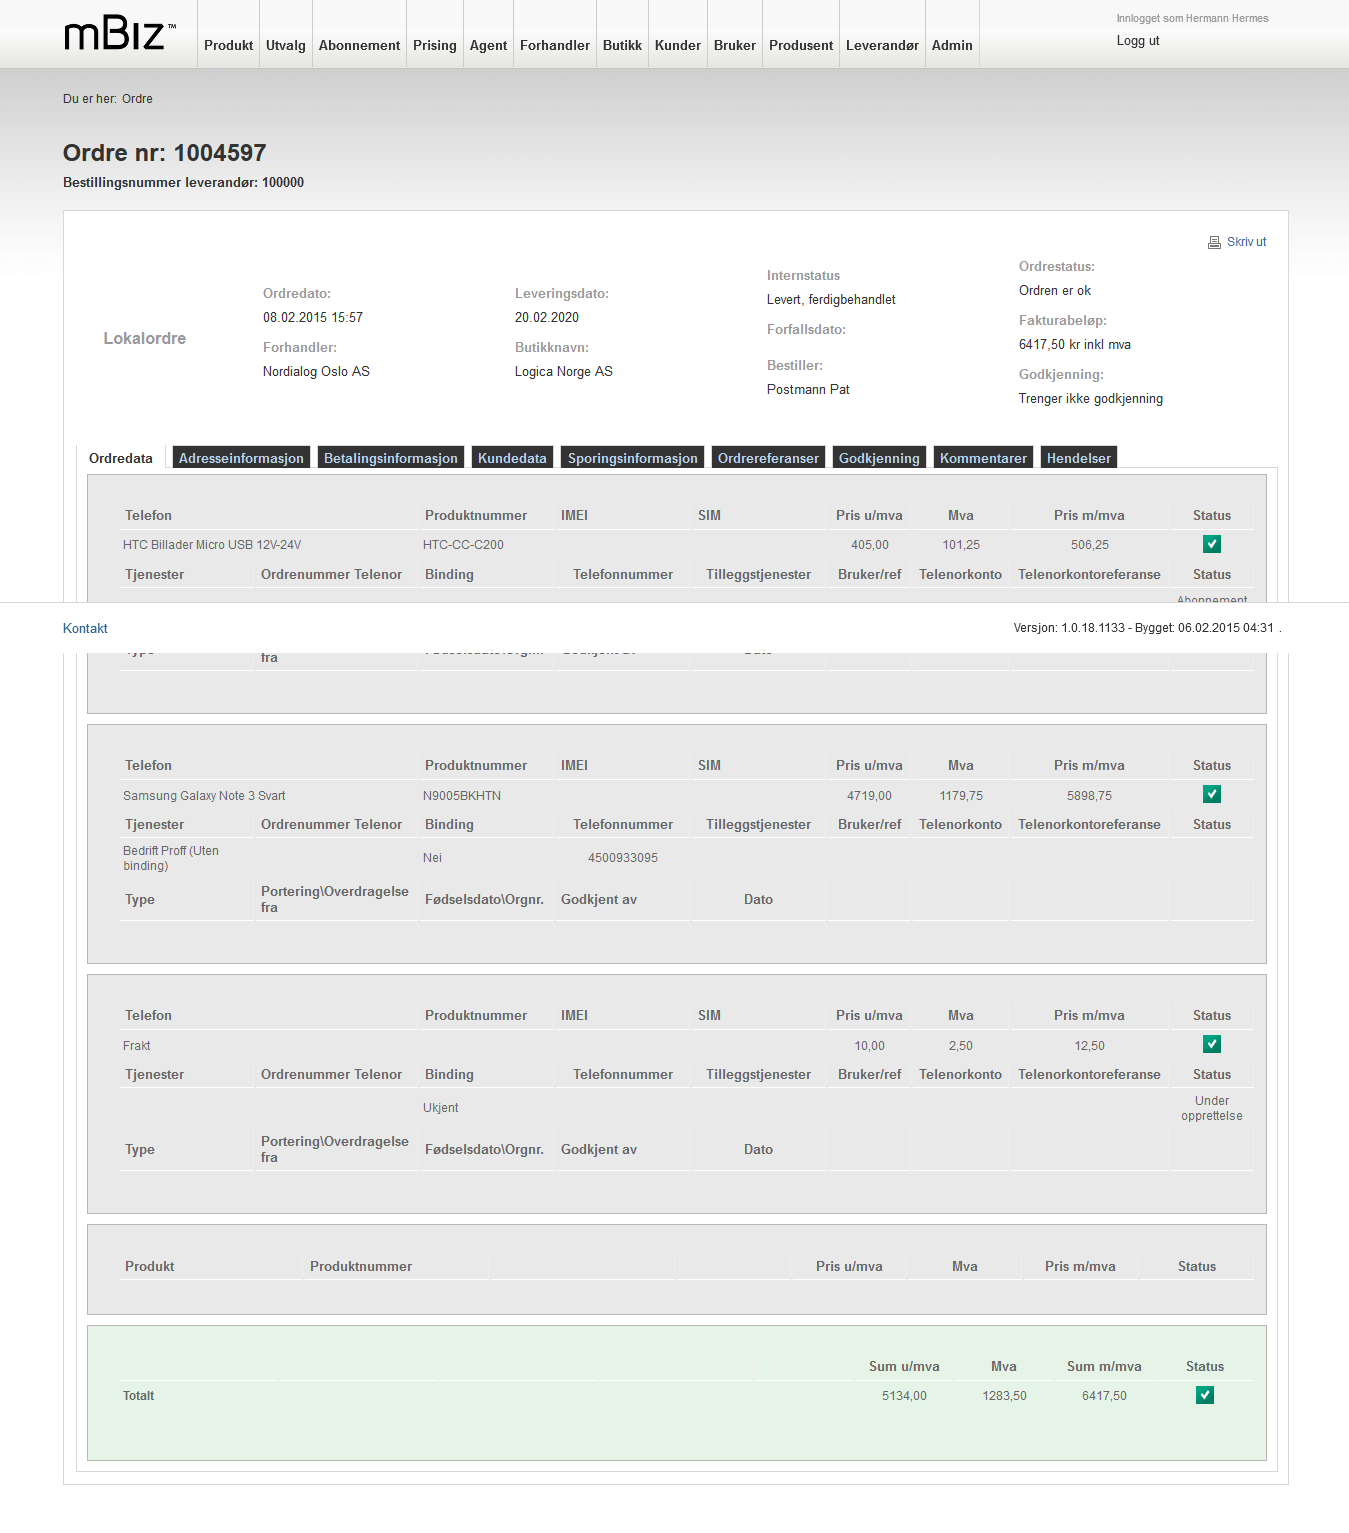 mBiz™
Produkt Utvalg Abonnement Prising Agent Forhandler Butikk Kunder Bruker Produsent Leverandør Admin
Innlogget som Hermann Hermes
Logg ut
Du er her: Ordre
Ordre nr: 1004597
Bestillingsnummer leverandør: 100000
Skriv ut
Lokalordre
Ordredato:
08.02.2015 15:57
Forhandler:
Nordialog Oslo AS
Leveringsdato:
20.02.2020
Butikknavn:
Logica Norge AS
Internstatus
Levert, ferdigbehandlet
Forfallsdato:
Bestiller:
Postmann Pat
Ordrestatus:
Ordren er ok
Fakturabeløp:
6417,50 kr inkl mva
Godkjenning:
Trenger ikke godkjenning
Ordredata Adresseinformasjon Betalingsinformasjon Kundedata Sporingsinformasjon Ordrereferanser Godkjenning Kommentarer Hendelser
Telefon Produktnummer IMEI SIM Pris u/mva Mva Pris m/mva Status
HTC Billader Micro USB 12V-24V HTC-CC-C200 405,00 101,25 506,25
Tjenester Ordrenummer Telenor Binding Telefonnummer Tilleggstjenester Bruker/ref Telenorkonto Telenorkontoreferanse Status
Abonnement
Kontakt
Versjon: 1.0.18.1133 - Bygget: 06.02.2015 04:31 .
fra
Telefon Produktnummer IMEI SIM Pris u/mva Mva Pris m/mva Status
Samsung Galaxy Note 3 Svart N9005BKHTN 4719,00 1179,75 5898,75
Tjenester Ordrenummer Telenor Binding Telefonnummer Tilleggstjenester Bruker/ref Telenorkonto Telenorkontoreferanse Status
Bedrift Proff (Uten
binding) Nei 4500933095
Type Portering\Overdragelse
fra Fødselsdato\Orgnr. Godkjent av Dato
Telefon Produktnummer IMEI SIM Pris u/mva Mva Pris m/mva Status
Frakt 10,00 2,50 12,50
Tjenester Ordrenummer Telenor Binding Telefonnummer Tilleggstjenester Bruker/ref Telenorkonto Telenorkontoreferanse Status
Ukjent Under
opprettelse
Type Portering\Overdragelse
fra Fødselsdato\Orgnr. Godkjent av Dato
Produkt Produktnummer Pris u/mva Mva Pris m/mva Status
Sum u/mva Mva Sum m/mva Status
Totalt 5134,00 1283,50 6417,50